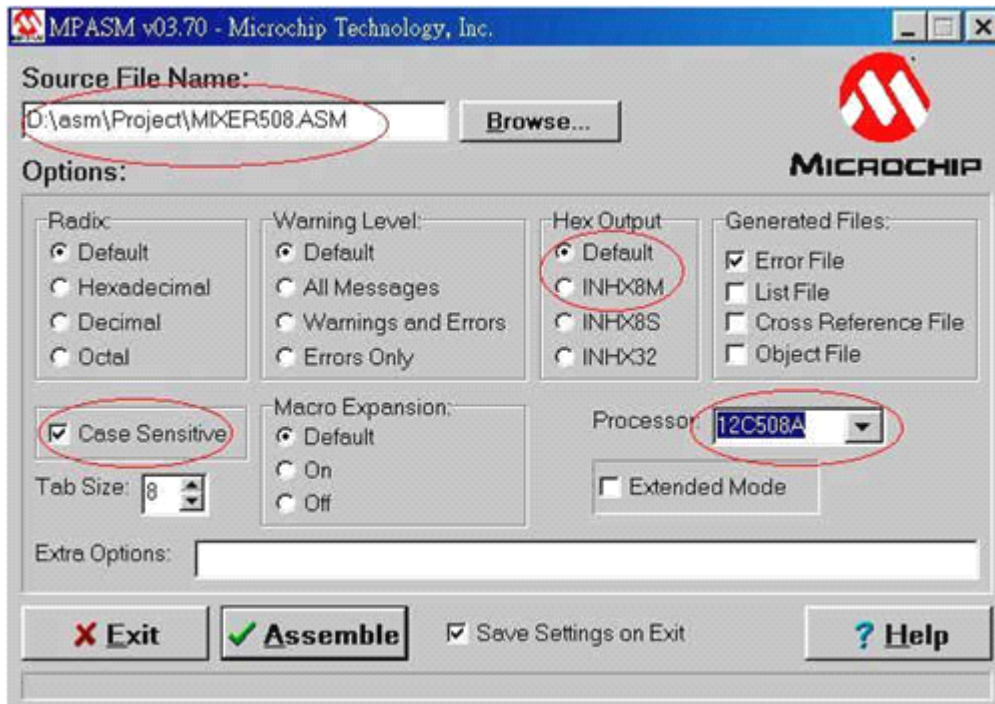 MPASM v03.70 - Microchip Technology, Inc.
Source File Name:
D:\asm\Project\MIXER508.ASM
Browse...
MICROCHIP
Options:
Radix:
Default
Hexadecimal
Decimal
Octal
Warning Level:
Default
All Messages
Warnings and Errors
Errors Only
Hex Output
Default
INHX8M
INHX8S
INHX32
Generated Files:
Error File
List File
Cross Reference File
Object File
Case Sensitive
Tab Size: 8
Macro Expansion:
Default
On
Off
Processor: 12C508A
Extended Mode
Extra Options:
Exit
Assemble
Save Settings on Exit
? Help